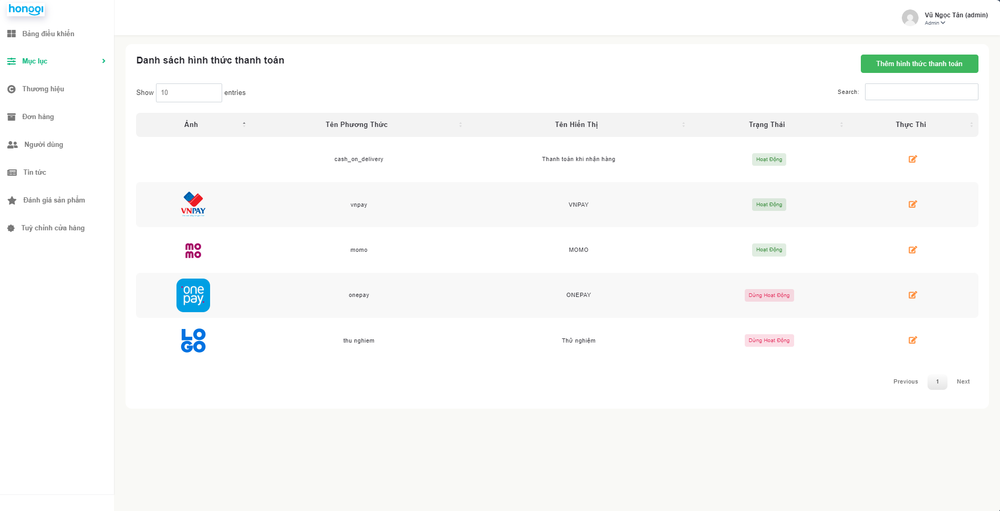 honqqi
Vũ Ngọc Tân (admin)
Admin
Bảng điều khiển
Mục lục
Thương hiệu
Đơn hàng
Người dùng
Tin tức
Đánh giá sản phẩm
Tuỳ chỉnh cửa hàng
Danh sách hình thức thanh toán
Thêm hình thức thanh toán
Show 10 entries
Search:
Ảnh Tên Phương Thức Tên Hiển Thị Trạng Thái Thực Thi
cash_on_delivery Thanh toán khi nhận hàng Hoạt Động
VNPAY vnpay VNPAY Hoạt Động
mo
mo momo MOMO Hoạt Động
one
pay onepay ONEPAY Dừng Hoạt Động
LO
GO thu nghiem Thử nghiệm Dừng Hoạt Động
Previous 1 Next